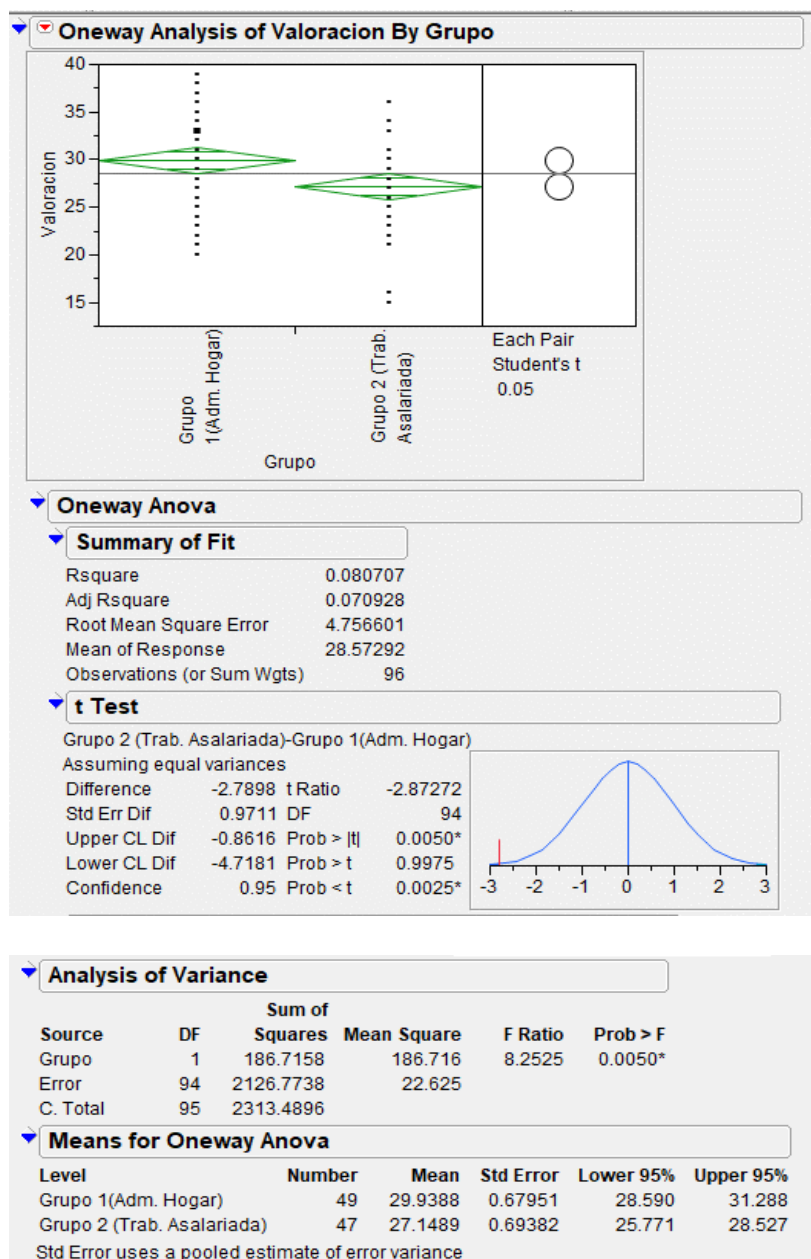 Oneway Analysis of Valoracion By Grupo
40
35
30
25
20
15
Valoracion
Grupo 1(Adm. Hogar)
Grupo 2 (Trab. Asalariada)
Grupo
Each Pair
Student's t
0.05
Oneway Anova
Summary of Fit
Rsquare 0.080707
Adj Rsquare 0.070928
Root Mean Square Error 4.756601
Mean of Response 28.57292
Observations (or Sum Wgts) 96
t Test
Grupo 2 (Trab. Asalariada)-Grupo 1(Adm. Hogar)
Assuming equal variances
Difference -2.7898 t Ratio -2.87272
Std Err Dif 0.9711 DF 94
Upper CL Dif -0.8616 Prob > |t| 0.0050*
Lower CL Dif -4.7181 Prob > t 0.9975
Confidence 0.95 Prob < t 0.0025*
-3 -2 -1 0 1 2 3
Analysis of Variance
Source DF Sum of Squares Mean Square F Ratio Prob > F
Grupo 1 186.7158 186.716 8.2525 0.0050*
Error 94 2126.7738 22.625
C. Total 95 2313.4896
Means for Oneway Anova
Level Number Mean Std Error Lower 95% Upper 95%
Grupo 1(Adm. Hogar) 49 29.9388 0.67951 28.590 31.288
Grupo 2 (Trab. Asalariada) 47 27.1489 0.69382 25.771 28.527
Std Error uses a pooled estimate of error variance